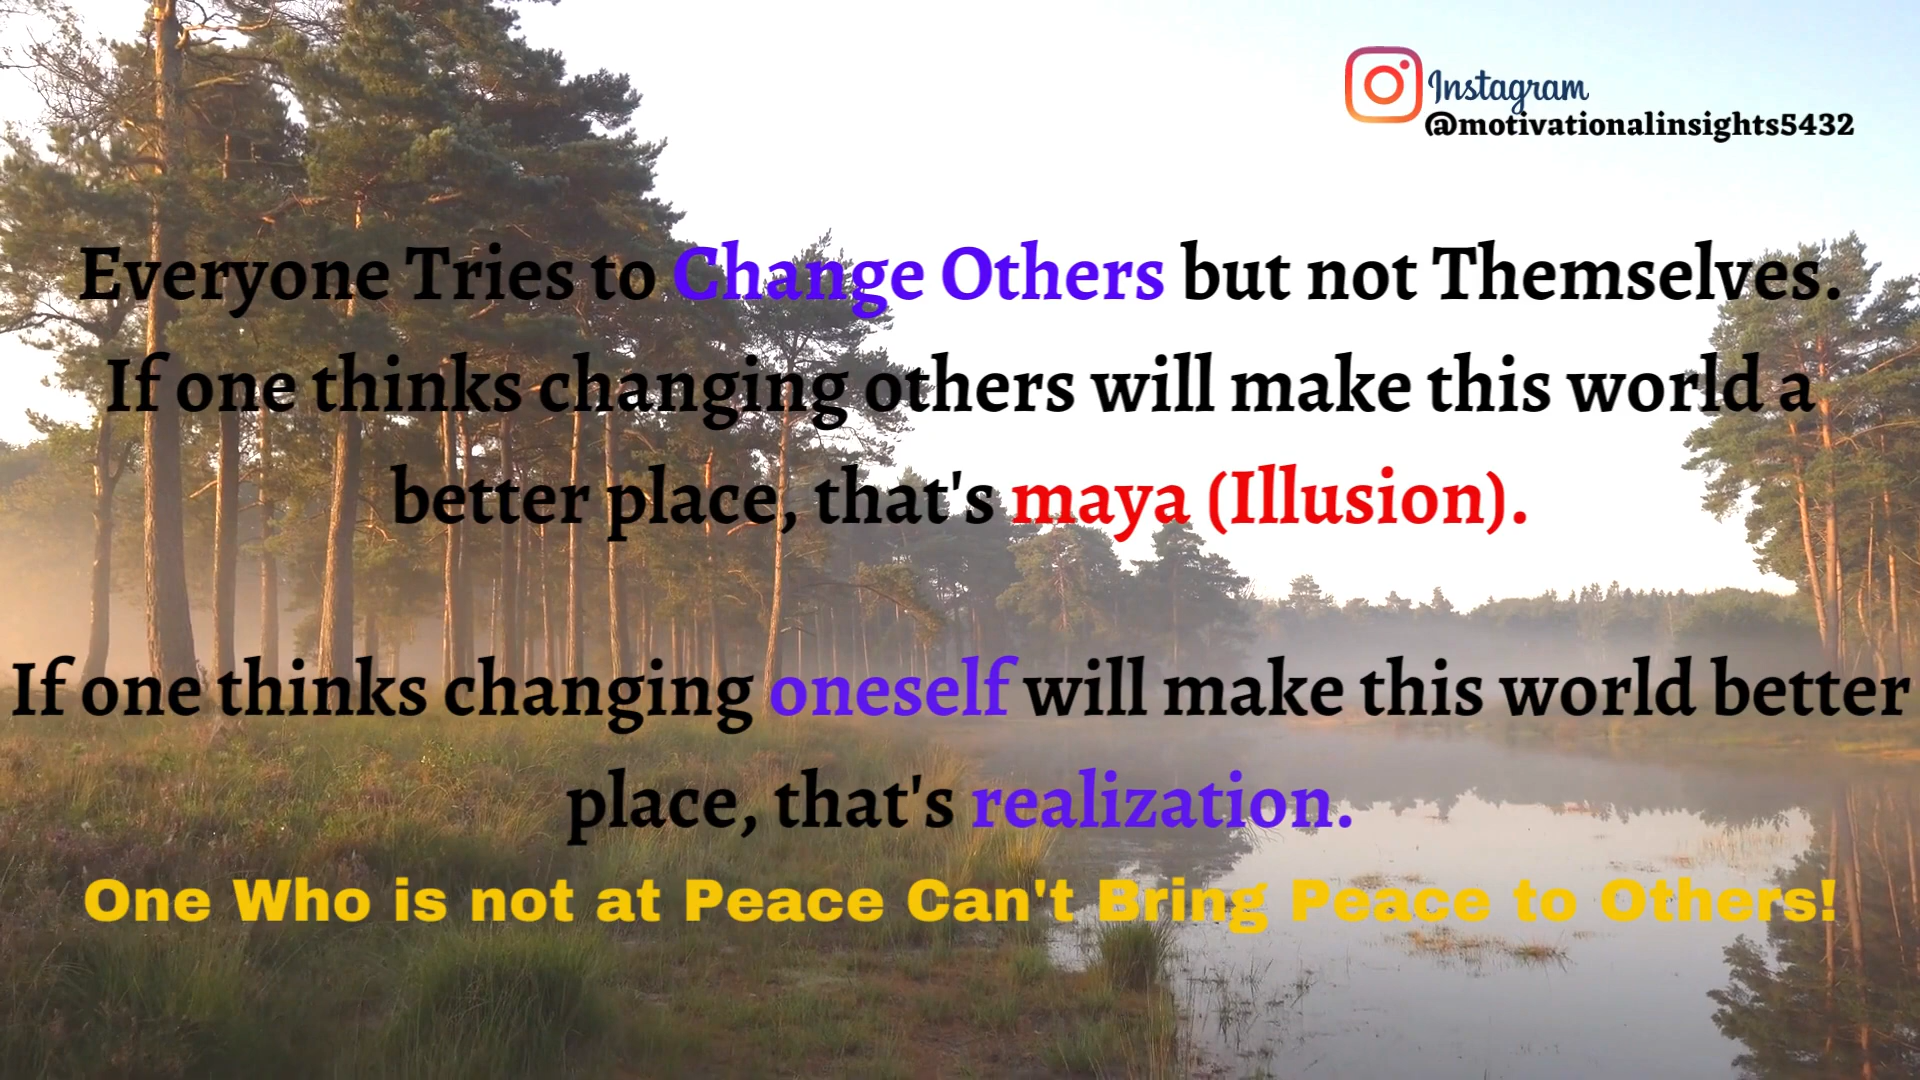 Instagram
@motivationalinsights5432
Everyone Tries to Change Others but not Themselves.
If one thinks changing others will make this world a
better place, that's maya (Illusion).
If one thinks changing oneself will make this world better
place, that's realization.
One Who is not at Peace Can't Bring Peace to Others!